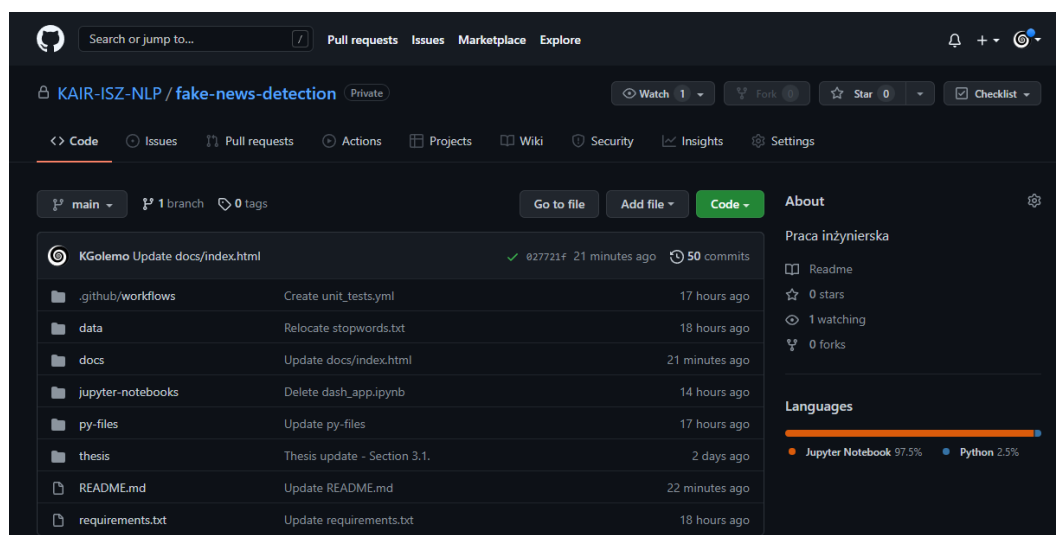 Search or jump to... / Pull requests Issues Marketplace Explore
KAIR-ISZ-NLP / fake-news-detection Private Watch 1 Fork 0 Star 0 Checklist
Code Issues Pull requests Actions Projects Wiki Security Insights Settings
main 1 branch 0 tags Go to file Add file Code
KGolemo Update docs/index.html 027721f 21 minutes ago 50 commits
.github/workflows Create unit_tests.yml 17 hours ago
data Relocate stopwords.txt 18 hours ago
docs Update docs/index.html 21 minutes ago
jupyter-notebooks Delete dash_app.ipynb 14 hours ago
py-files Update py-files 17 hours ago
thesis Thesis update - Section 3.1. 2 days ago
README.md Update README.md 22 minutes ago
requirements.txt Update requirements.txt 18 hours ago
About
Praca inżynierska
Readme
0 stars
1 watching
0 forks
Languages
Jupyter Notebook 97.5% Python 2.5%